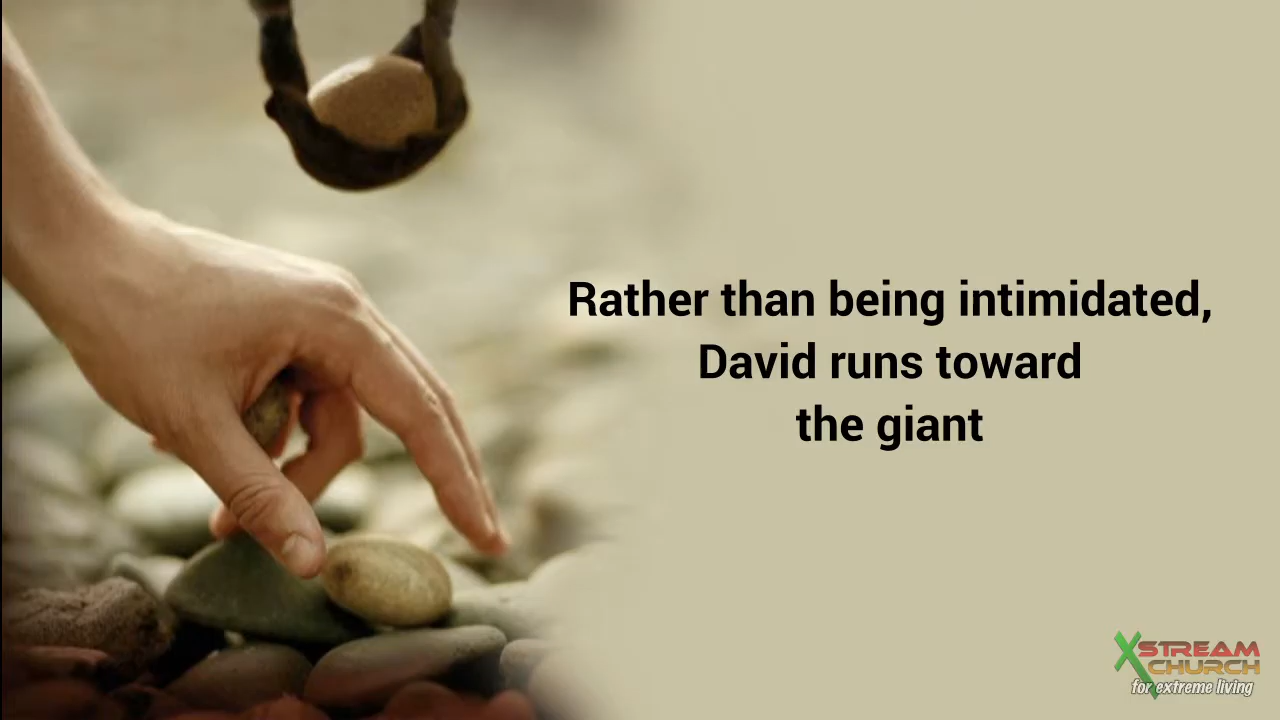 Rather than being intimidated,
David runs toward
the giant
XSTREAM
CHURCH
for extreme living